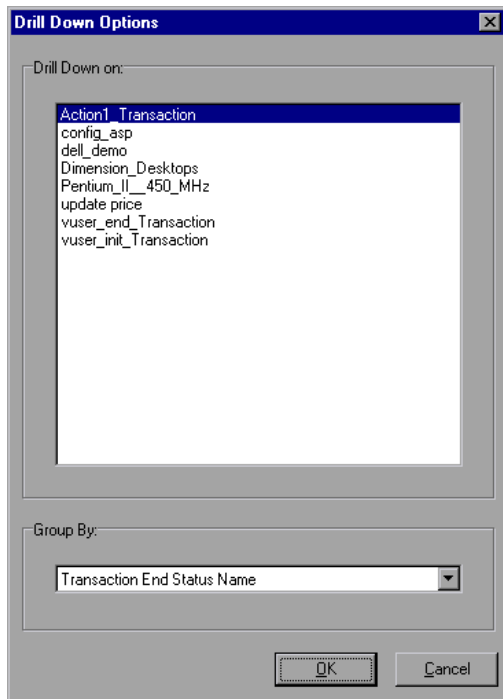 Drill Down Options
Drill Down on:
Action1_Transaction
config_asp
dell_demo
Dimension_Desktops
Pentium_II__450_MHz
update price
vuser_end_Transaction
vuser_init_Transaction
Group By:
Transaction End Status Name
OK
Cancel